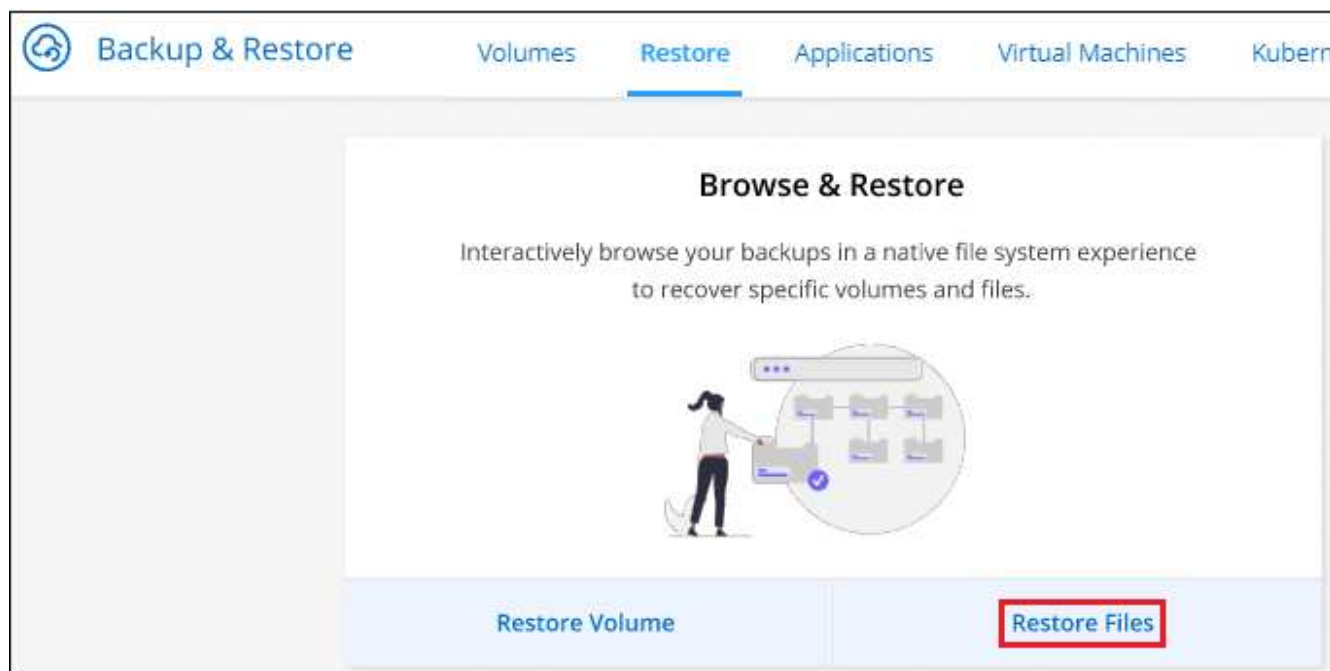 Backup & Restore
Volumes
Restore
Applications
Virtual Machines
Kubern
Browse & Restore
Interactively browse your backups in a native file system experience
to recover specific volumes and files.
Restore Volume
Restore Files